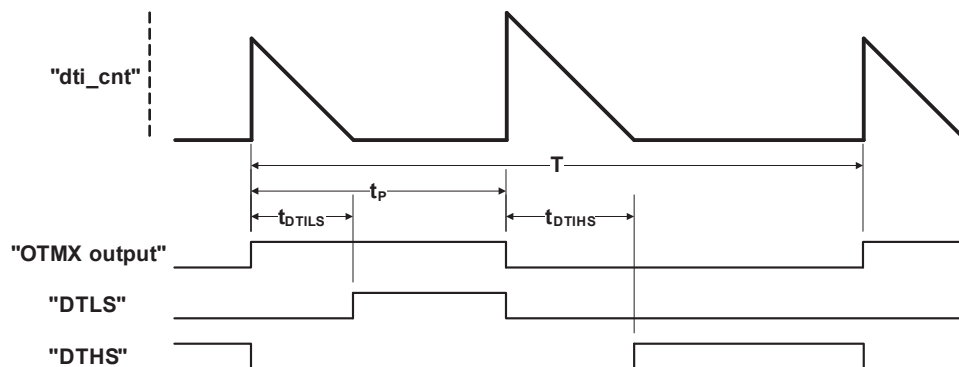 "dti_cnt"
T
tP
tDTILS
tDTIHS
"OTMX output"
"DTLS"
"DTHS"